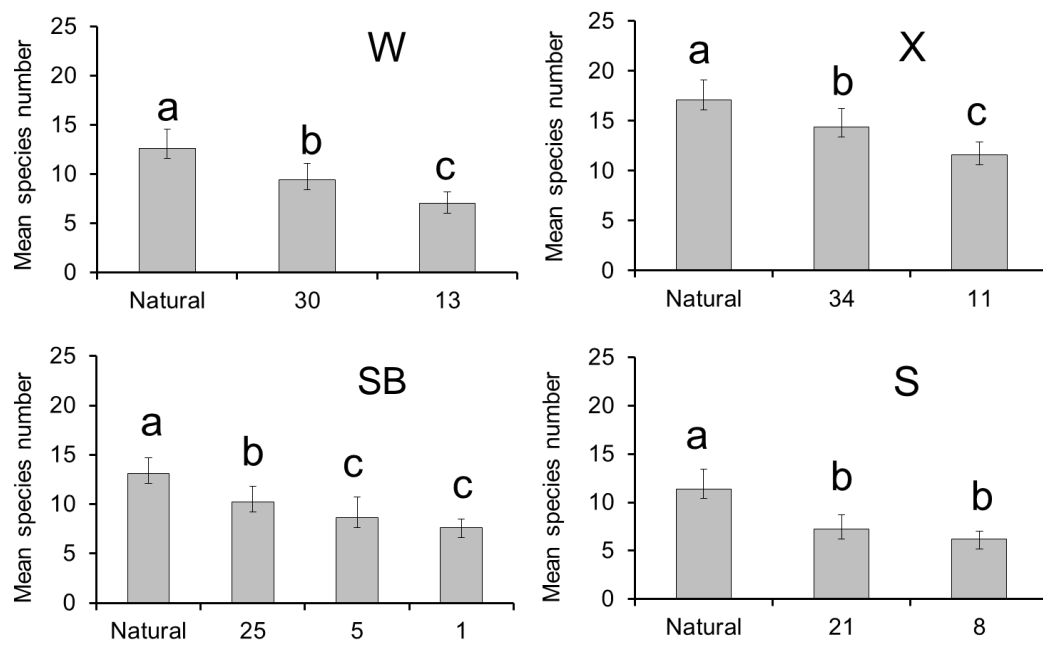 W
Mean species number
25
20
15
10
5
0
a
b
c
Natural 30 13
X
Mean species number
25
20
15
10
5
0
a
b
c
Natural 34 11
SB
Mean species number
25
20
15
10
5
0
a
b
c
c
Natural 25 5 1
S
Mean species number
25
20
15
10
5
0
a
b
b
Natural 21 8